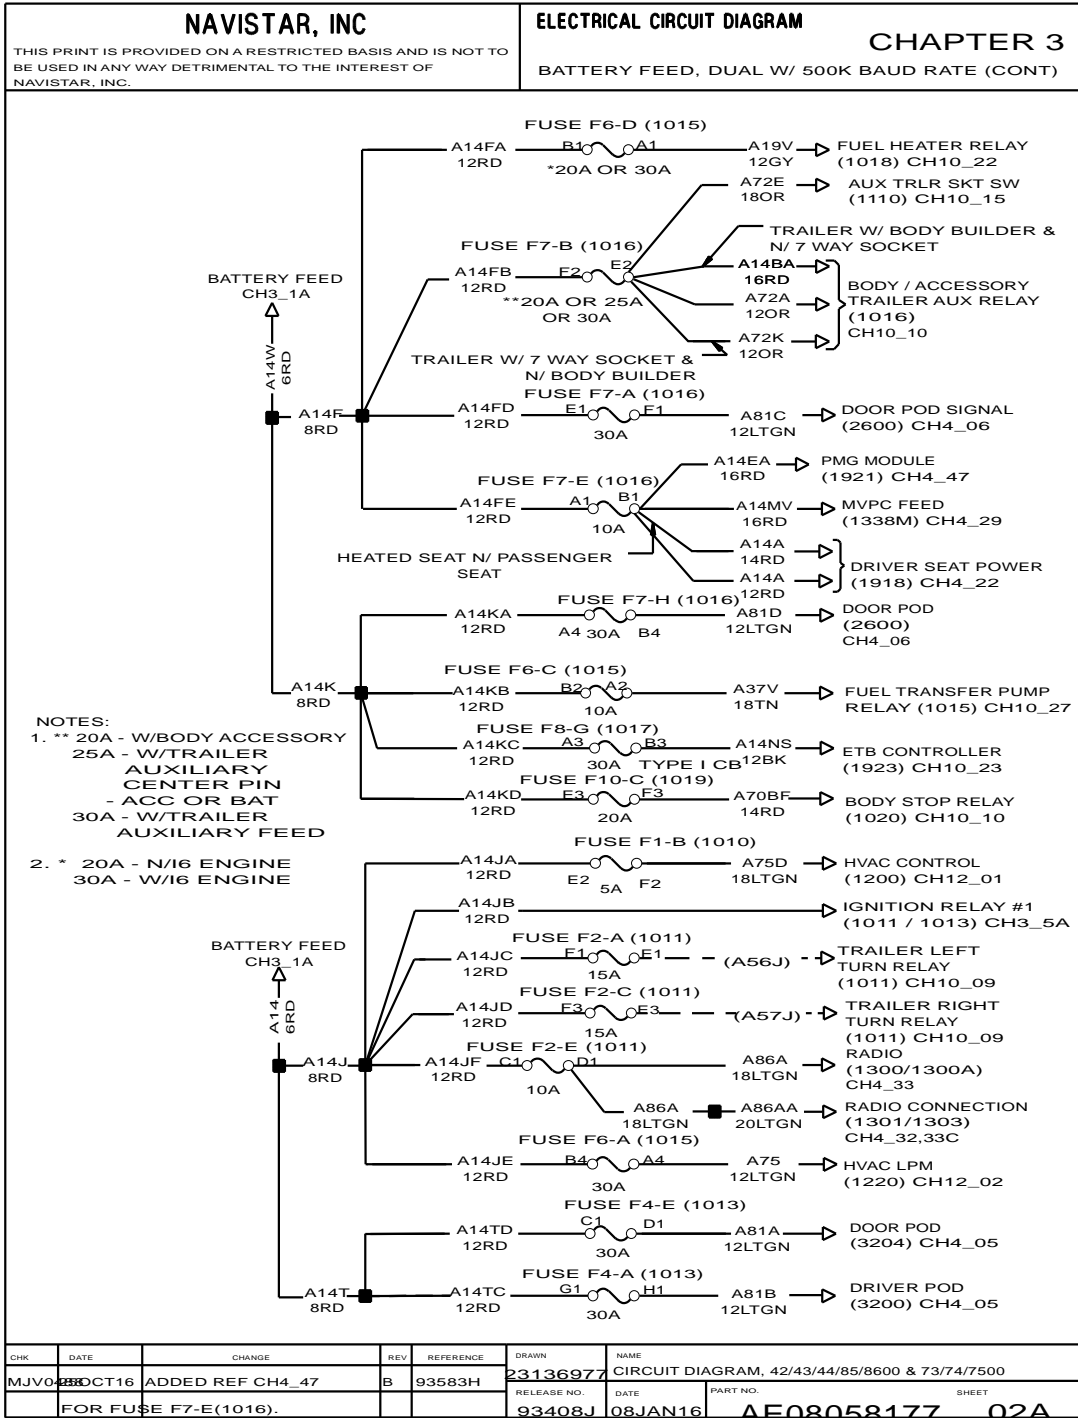 NAVISTAR, INC
THIS PRINT IS PROVIDED ON A RESTRICTED BASIS AND IS NOT TO
BE USED IN ANY WAY DETRIMENTAL TO THE INTEREST OF
NAVISTAR, INC.
ELECTRICAL CIRCUIT DIAGRAM
CHAPTER 3
BATTERY FEED, DUAL W/ 500K BAUD RATE (CONT)
FUSE F6-D (1015)
A14FA B1 A1 A19V FUEL HEATER RELAY
12RD *20A OR 30A 12GY (1018) CH10_22
A72E AUX TRLR SKT SW
18OR (1110) CH10_15
TRAILER W/ BODY BUILDER &
N/ 7 WAY SOCKET
FUSE F7-B (1016)
A14FB F2 E2 A14BA
12RD 16RD
**20A OR 25A
OR 30A
A72A
12OR
A72K
12OR
BODY / ACCESSORY
TRAILER AUX RELAY
(1016)
CH10_10
BATTERY FEED
CH3_1A
A14W
6RD
TRAILER W/ 7 WAY SOCKET &
N/ BODY BUILDER
FUSE F7-A (1016)
A14F A14FD E1 F1 A81C DOOR POD SIGNAL
8RD 12RD 30A 12LTGN (2600) CH4_06
A14EA PMG MODULE
16RD (1921) CH4_47
FUSE F7-E (1016)
A14FE A1 B1 A14MV MVPC FEED
12RD 10A 16RD (1338M) CH4_29
HEATED SEAT N/ PASSENGER
SEAT
A14A
14RD
A14A
12RD
DRIVER SEAT POWER
(1918) CH4_22
FUSE F7-H (1016)
A14KA A81D DOOR POD
12RD A4 30A B4 12LTGN (2600)
CH4_06
FUSE F6-C (1015)
A14K A14KB B2 A2 A37V FUEL TRANSFER PUMP
8RD 12RD 10A 18TN RELAY (1015) CH10_27
FUSE F8-G (1017)
A14KC A3 B3 A14NS ETB CONTROLLER
12RD 30A TYPE I CB 12BK (1923) CH10_23
FUSE F10-C (1019)
A14KD E3 F3 A70BF BODY STOP RELAY
12RD 20A 14RD (1020) CH10_10
NOTES:
1. ** 20A - W/BODY ACCESSORY
25A - W/TRAILER
AUXILIARY
CENTER PIN
- ACC OR BAT
30A - W/TRAILER
AUXILIARY FEED
2. * 20A - N/I6 ENGINE
30A - W/I6 ENGINE
FUSE F1-B (1010)
A14JA A75D HVAC CONTROL
12RD E2 5A F2 18LTGN (1200) CH12_01
A14JB IGNITION RELAY #1
12RD (1011 / 1013) CH3_5A
BATTERY FEED
CH3_1A
A14
6RD
FUSE F2-A (1011)
A14JC F1 E1 (A56J) TRAILER LEFT
12RD 15A TURN RELAY
(1011) CH10_09
FUSE F2-C (1011)
A14JD F3 E3 (A57J) TRAILER RIGHT
12RD 15A TURN RELAY
(1011) CH10_09
FUSE F2-E (1011)
A14J A14JF C1 D1 A86A RADIO
8RD 12RD 10A 18LTGN (1300/1300A)
CH4_33
A86A A86AA RADIO CONNECTION
18LTGN 20LTGN (1301/1303)
CH4_32,33C
FUSE F6-A (1015)
A14JE B4 A4 A75 HVAC LPM
12RD 30A 12LTGN (1220) CH12_02
FUSE F4-E (1013)
A14TD C1 D1 A81A DOOR POD
12RD 30A 12LTGN (3204) CH4_05
FUSE F4-A (1013)
A14T A14TC G1 H1 A81B DRIVER POD
8RD 12RD 30A 12LTGN (3200) CH4_05
CHK DATE CHANGE REV REFERENCE DRAWN NAME
OCT16 ADDED REF CH4_47 B 93583H 23136977 CIRCUIT DIAGRAM, 42/43/44/85/8600 & 73/74/7500
RELEASE NO. DATE PART NO. SHEET
FOR FUSE F7-E(1016). 93408J 08JAN16 AE08058177 02A